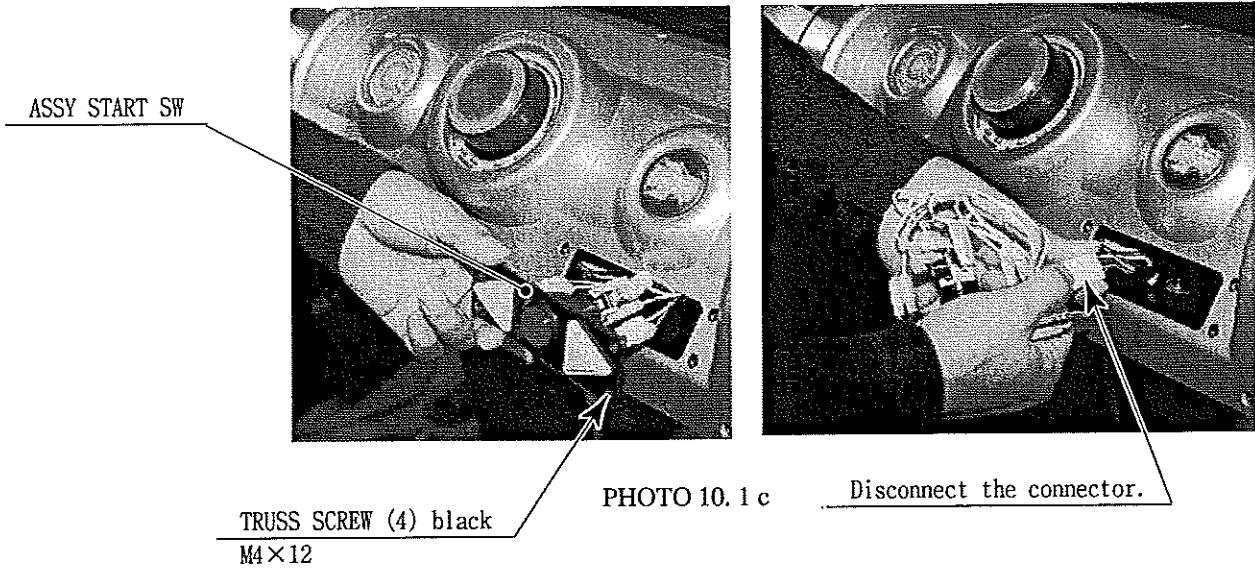 ASSY START SW
PHOTO 10. 1 c
Disconnect the connector.
TRUSS SCREW (4) black
M4×12